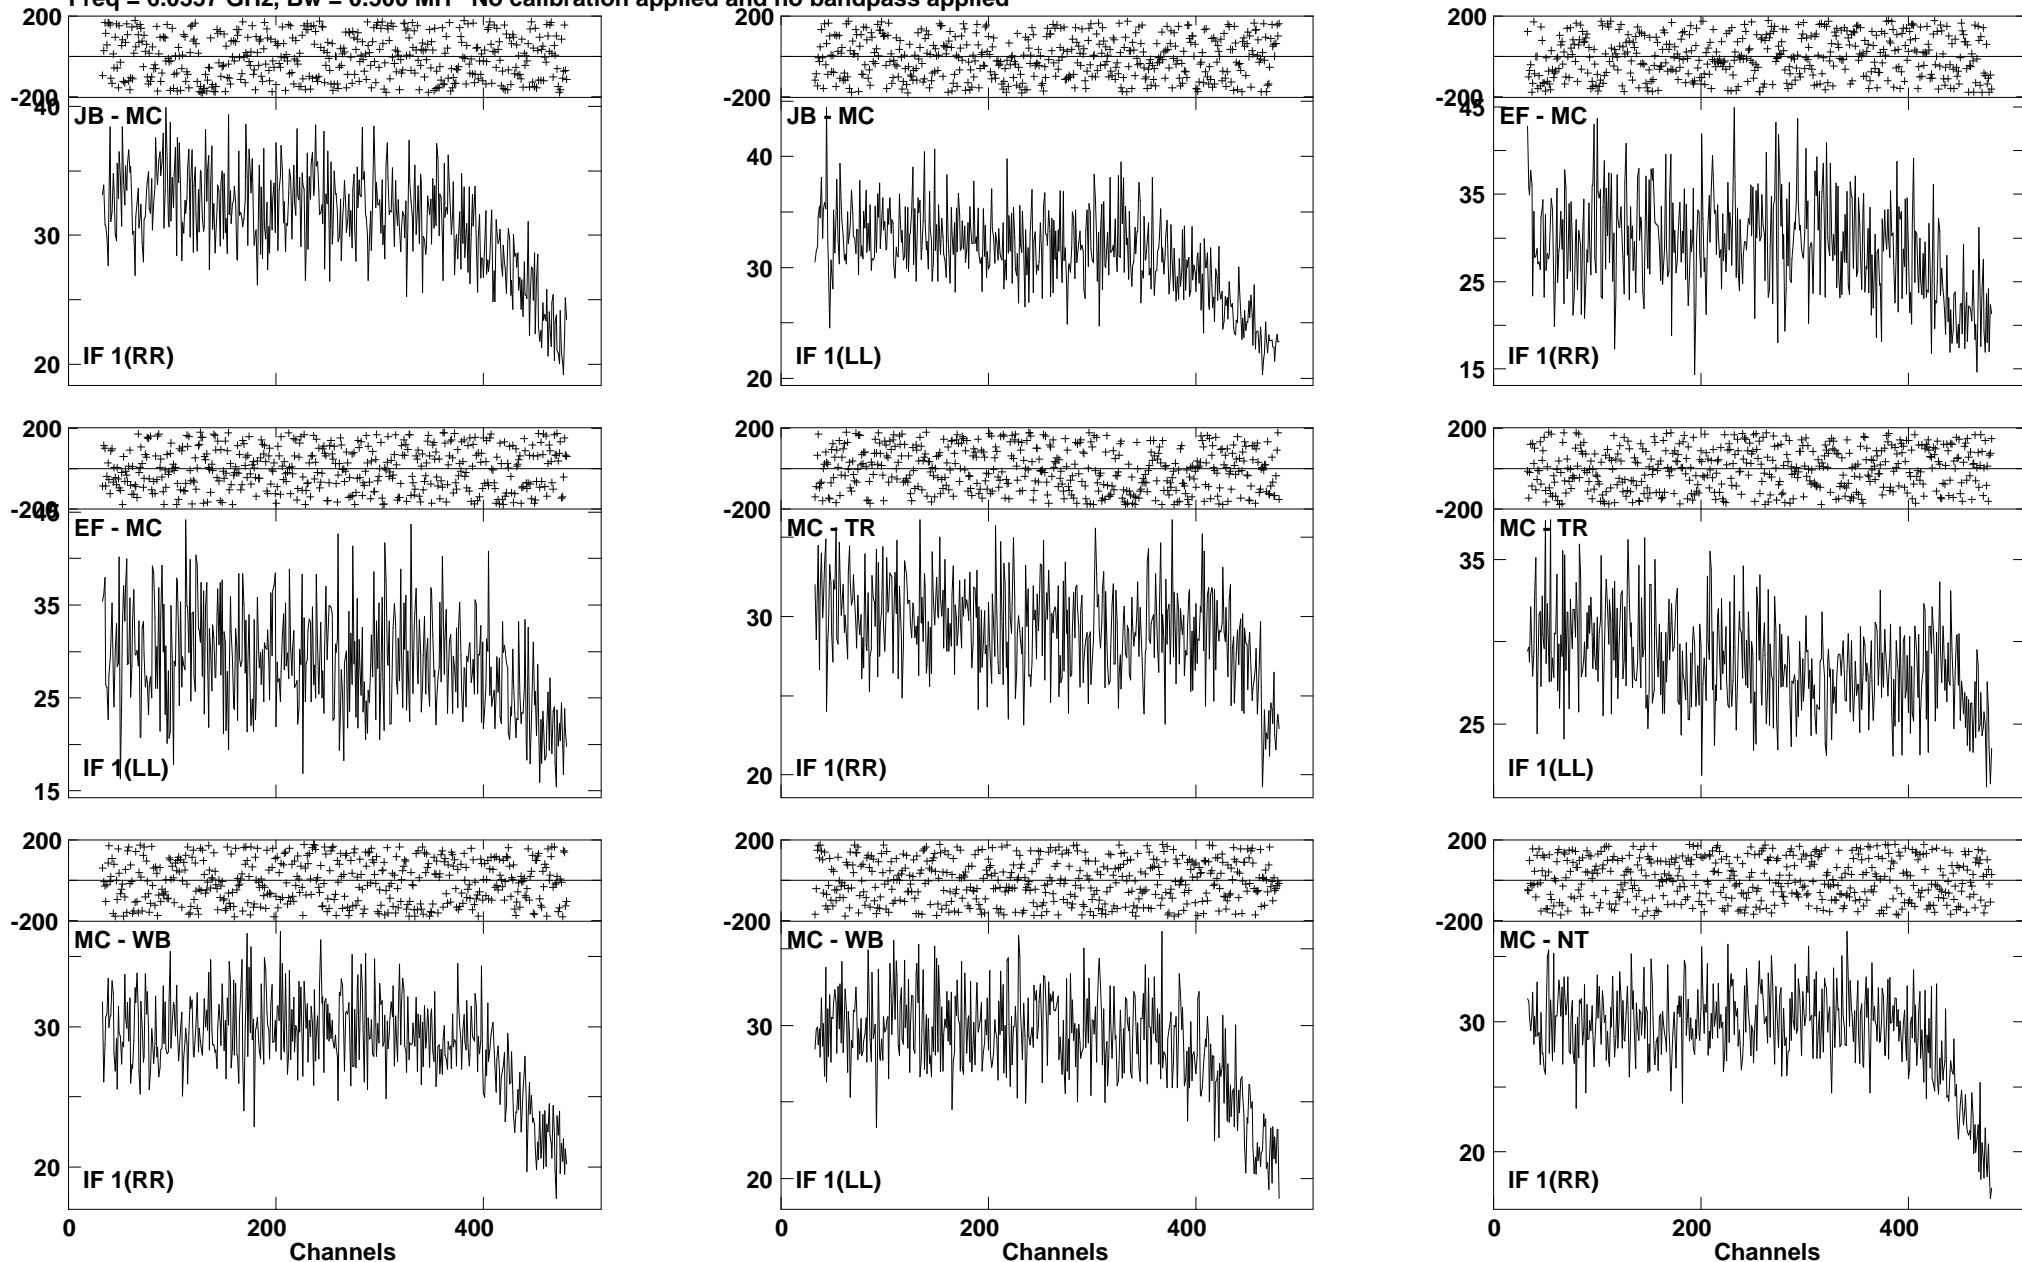 Freq = 6.0357 GHz, Bw = 0.500 MH No calibration applied and no bandpass applied
200 200 200
-200 -200 -200
40 45
JB - MC JB - MC EF - MC
40
35
30 30
25
20 20 15
IF 1(RR) IF 1(LL) IF 1(RR)
200 200 200
-200 -200 -200
45
EF - MC MC - TR MC - TR
35 30 35
25 25
15 20
IF 1(LL) IF 1(RR) IF 1(LL)
200 200 200
-200 -200 -200
MC - WB MC - WB MC - NT
30 30 30
20 20 20
IF 1(RR) IF 1(LL) IF 1(RR)
0 200 400 0 200 400 0 200 400
Channels Channels Channels